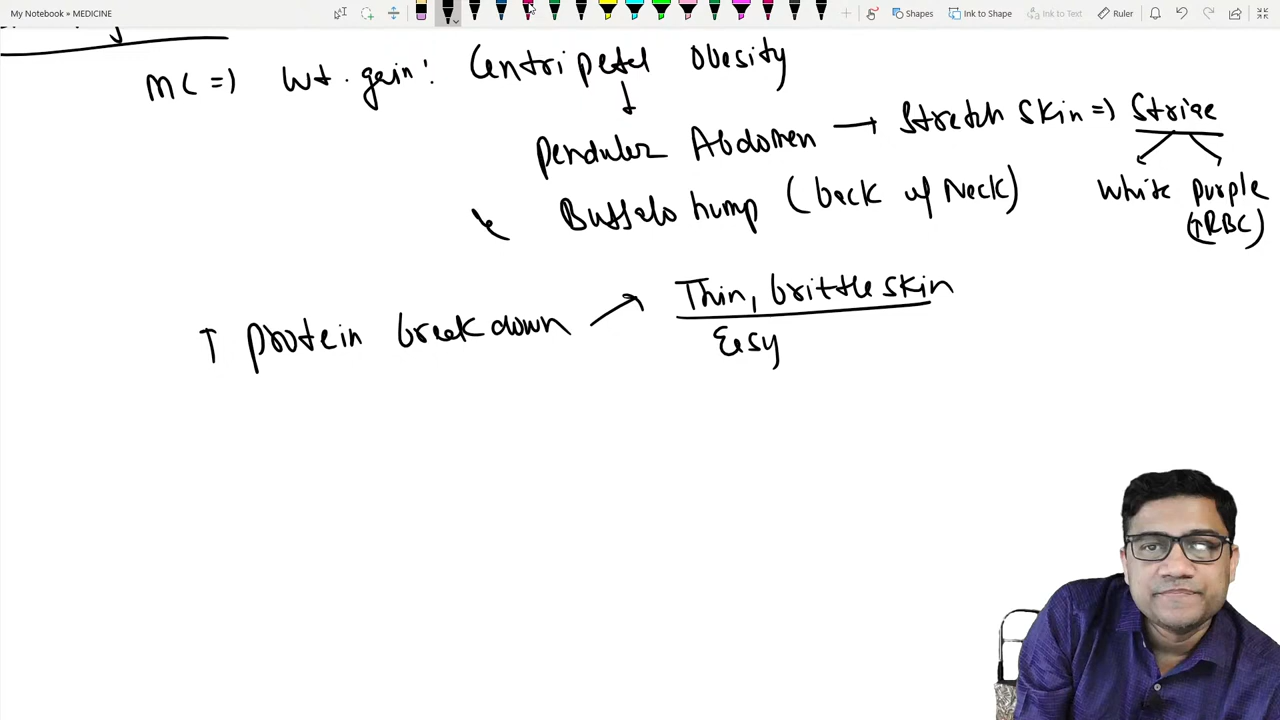 My Notebook » MEDICINE
Shapes Ink to Shape Ink to Text Ruler
MC => Wt. gain: Centripetal Obesity
Pendular Abdomen → Stretch Skin => Striae
White Purple
(↑RBC)
Buffalo hump (back of Neck)
↑ protein breakdown → Thin, brittle skin
Easy